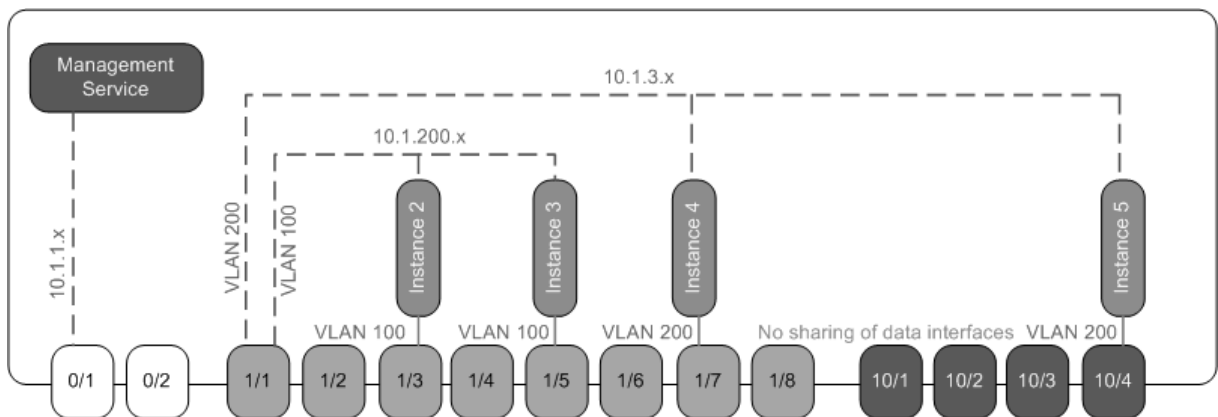 Management
Service
10.1.3.x
10.1.200.x
10.1.1.x
VLAN 200
VLAN 100
Instance 2
Instance 3
Instance 4
Instance 5
VLAN 100
VLAN 100
VLAN 200
No sharing of data interfaces
VLAN 200
0/1
0/2
1/1
1/2
1/3
1/4
1/5
1/6
1/7
1/8
10/1
10/2
10/3
10/4